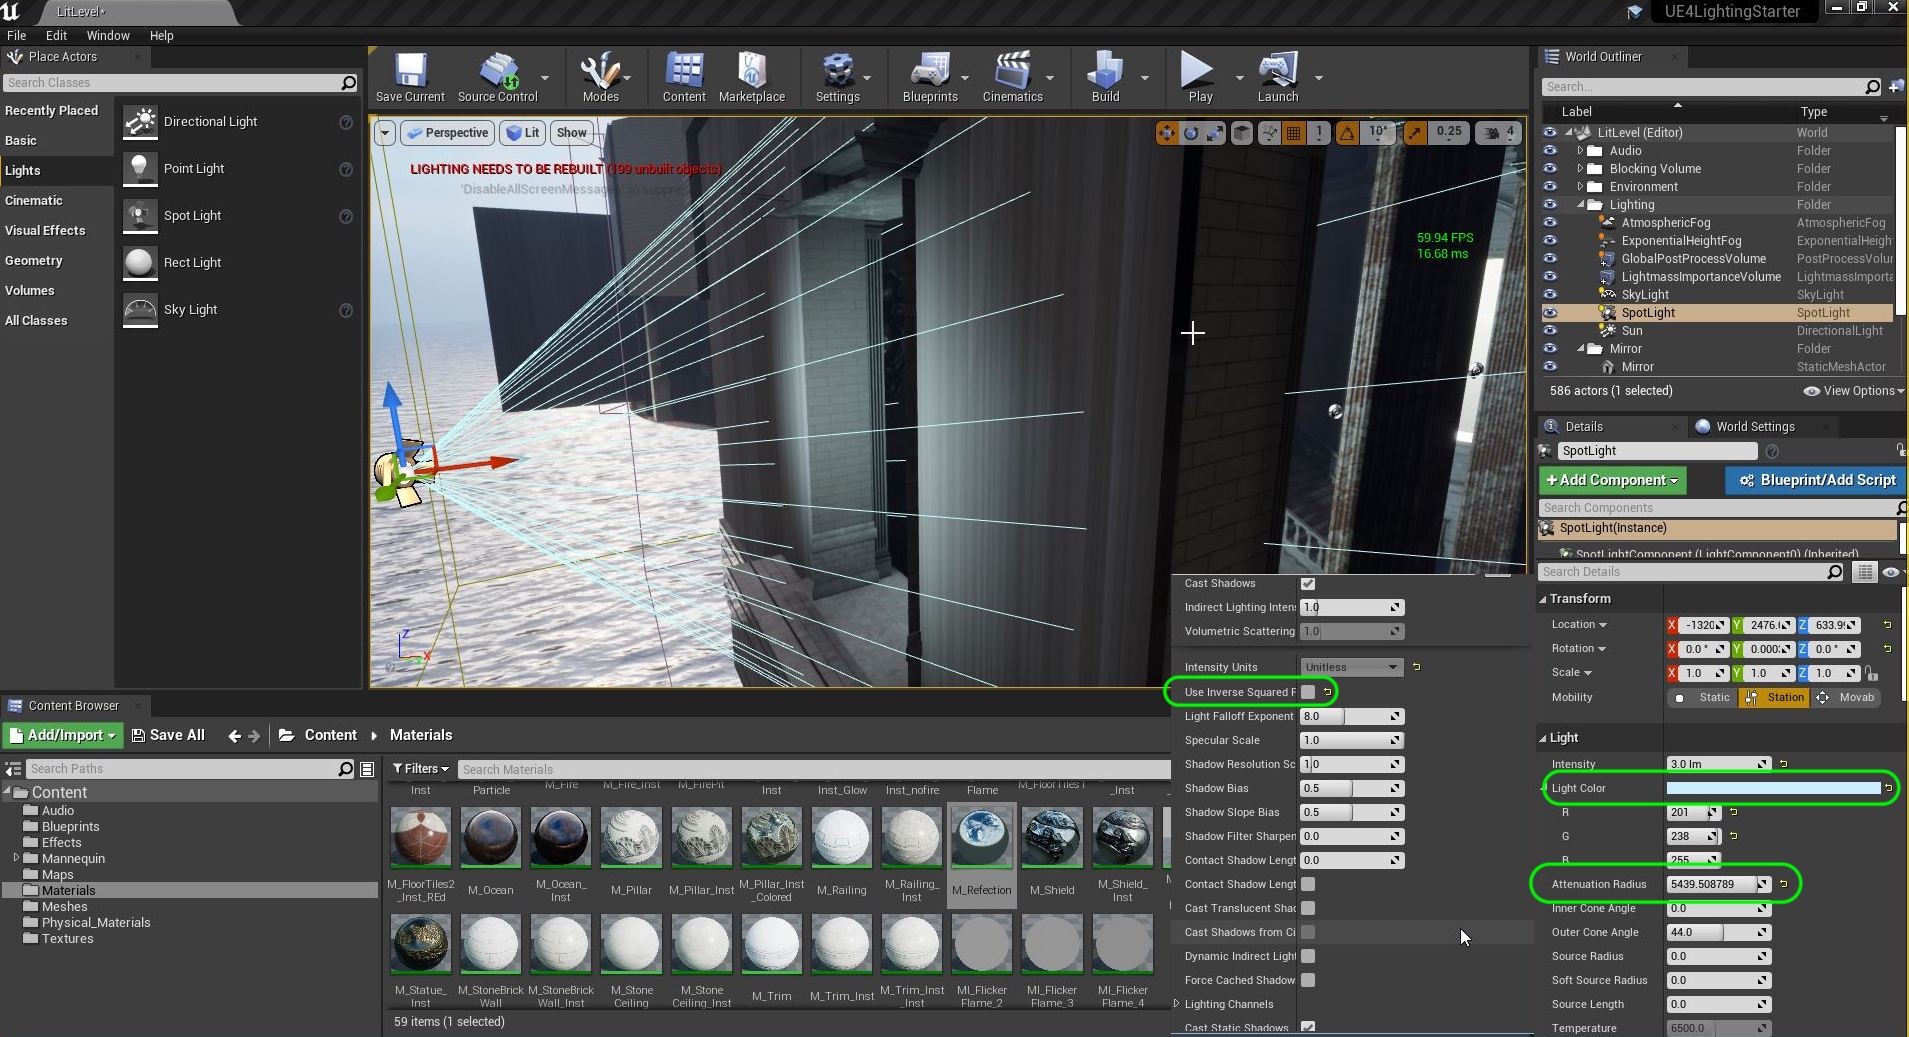 LitLevel*
UE4LightingStarter
File Edit Window Help
Place Actors
Search Classes
Recently Placed
Basic
Lights
Cinematic
Visual Effects
Geometry
Volumes
All Classes
Directional Light
Point Light
Spot Light
Rect Light
Sky Light
Save Current Source Control Modes Content Marketplace Settings Blueprints Cinematics Build Play Launch
Perspective Lit Show
1 10° 0.25 4
LIGHTING NEEDS TO BE REBUILT (199 unbuilt objects)
'DisableAllScreenMessages' to suppress
59.94 FPS
16.68 ms
Z
X
World Outliner
Search...
Label Type
LitLevel (Editor) World
Audio Folder
Blocking Volume Folder
Environment Folder
Lighting Folder
AtmosphericFog AtmosphericFog
ExponentialHeightFog ExponentialHeigh
GlobalPostProcessVolume PostProcessVolur
LightmassImportanceVolume LightmassImporta
SkyLight SkyLight
SpotLight SpotLight
Sun DirectionalLight
Mirror Folder
Mirror StaticMeshActor
586 actors (1 selected) View Options
Details World Settings
SpotLight
+Add Component Blueprint/Add Script
Search Components
SpotLight(Instance)
SpotLightComponent (LightComponent0) (Inherited)
Search Details
Transform
Location X -1320 Y 2476.( Z 633.9
Rotation X 0.0 ° Y 0.000 Z 0.0 °
Scale X 1.0 Y 1.0 Z 1.0
Mobility Static Station Movab
Light
Intensity 3.0 lm
Light Color
R 201
G 238
B 255
Attenuation Radius 5439.508789
Inner Cone Angle 0.0
Outer Cone Angle 44.0
Source Radius 0.0
Soft Source Radius 0.0
Source Length 0.0
Temperature 6500.0
Cast Shadows
Indirect Lighting Inten 1.0
Volumetric Scattering 1.0
Intensity Units Unitless
Use Inverse Squared F
Light Falloff Exponent 8.0
Specular Scale 1.0
Shadow Resolution Sc 1.0
Shadow Bias 0.5
Shadow Slope Bias 0.5
Shadow Filter Sharpen 0.0
Contact Shadow Lengt 0.0
Contact Shadow Lengt
Cast Translucent Shac
Cast Shadows from Ci
Dynamic Indirect Light
Force Cached Shadow
Lighting Channels
Cast Static Shadows
Content Browser
Add/Import Save All Content Materials
Search Paths
Content
Audio
Blueprints
Effects
Mannequin
Maps
Materials
Meshes
Physical_Materials
Textures
Filters Search Materials
Inst Particle M_Fire M_Fire_Inst M_FirePit Inst_Glow Inst_nofire Flame M_FloorTiles1 _Inst
M_FloorTiles2 _Inst_REd
M_Ocean
M_Ocean_ Inst
M_Pillar
M_Pillar_Inst
M_Pillar_Inst _Colored
M_Railing
M_Railing_ Inst
M_Refection
M_Shield
M_Shield_ Inst
M_Statue_ Inst
M_StoneBrick Wall
M_StoneBrick Wall_Inst
M_Stone Ceiling
M_Stone Ceiling_Inst
M_Trim
M_Trim_Inst
M_Trim_Inst _Inst
MI_Flicker Flame_2
MI_Flicker Flame_3
MI_Flicker Flame_4
59 items (1 selected)